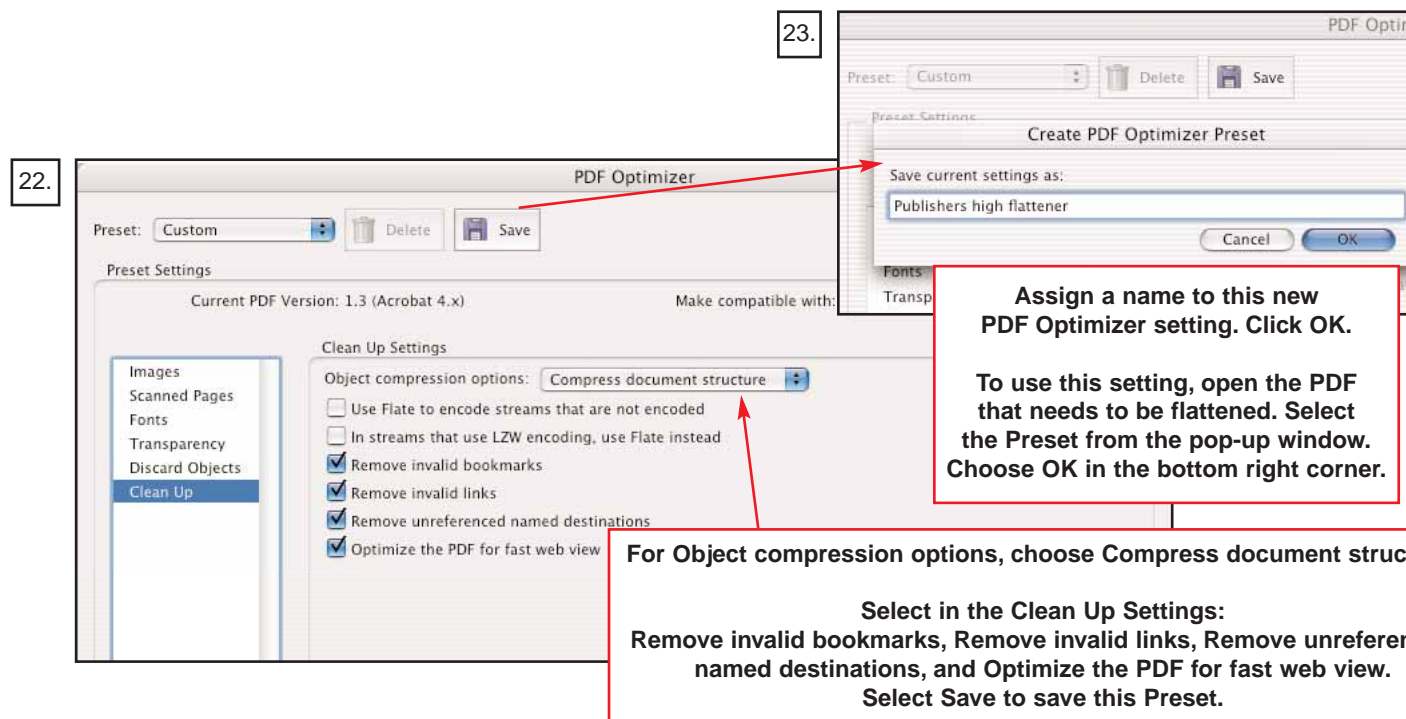 22.
PDF Optimizer
Preset: Custom Delete Save
Preset Settings
Current PDF Version: 1.3 (Acrobat 4.x) Make compatible with:
Images
Scanned Pages
Fonts
Transparency
Discard Objects
Clean Up
Clean Up Settings
Object compression options: Compress document structure
Use Flate to encode streams that are not encoded
In streams that use LZW encoding, use Flate instead
Remove invalid bookmarks
Remove invalid links
Remove unreferenced named destinations
Optimize the PDF for fast web view
For Object compression options, choose Compress document struc
Select in the Clean Up Settings:
Remove invalid bookmarks, Remove invalid links, Remove unreferen
named destinations, and Optimize the PDF for fast web view.
Select Save to save this Preset.
23.
PDF Optim
Preset: Custom Delete Save
Preset Settings
Create PDF Optimizer Preset
Save current settings as:
Publishers high flattener
Cancel OK
Fonts
Transp
Assign a name to this new
PDF Optimizer setting. Click OK.
To use this setting, open the PDF
that needs to be flattened. Select
the Preset from the pop-up window.
Choose OK in the bottom right corner.